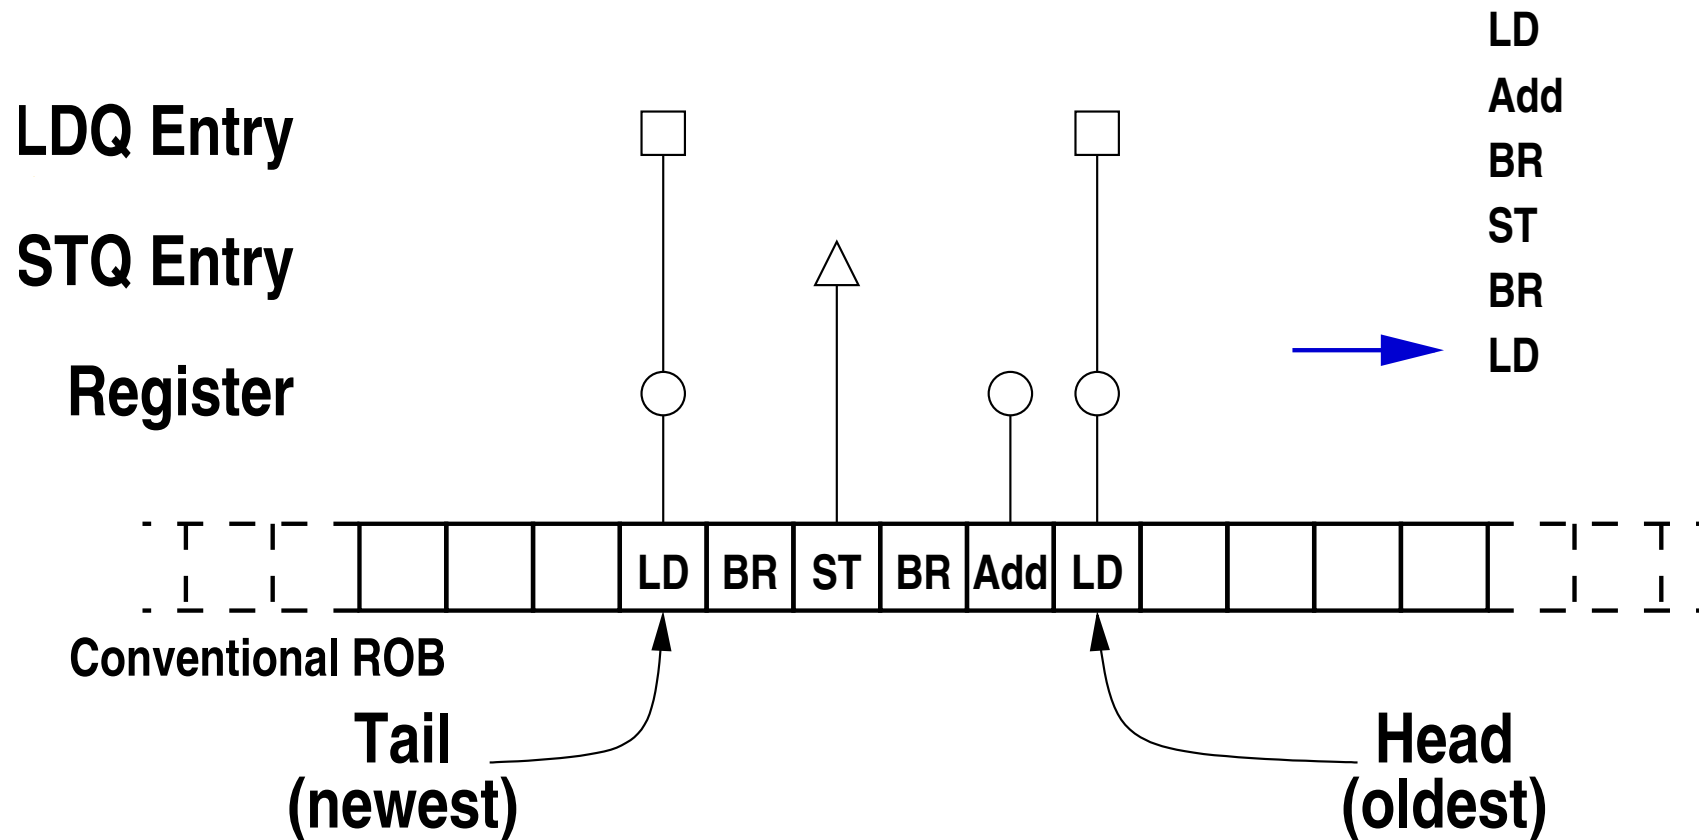 LD
Add
BR
ST
BR
LD
LDQ Entry
STQ Entry
Register
LD BR ST BR Add LD
Conventional ROB
Tail
(newest)
Head
(oldest)